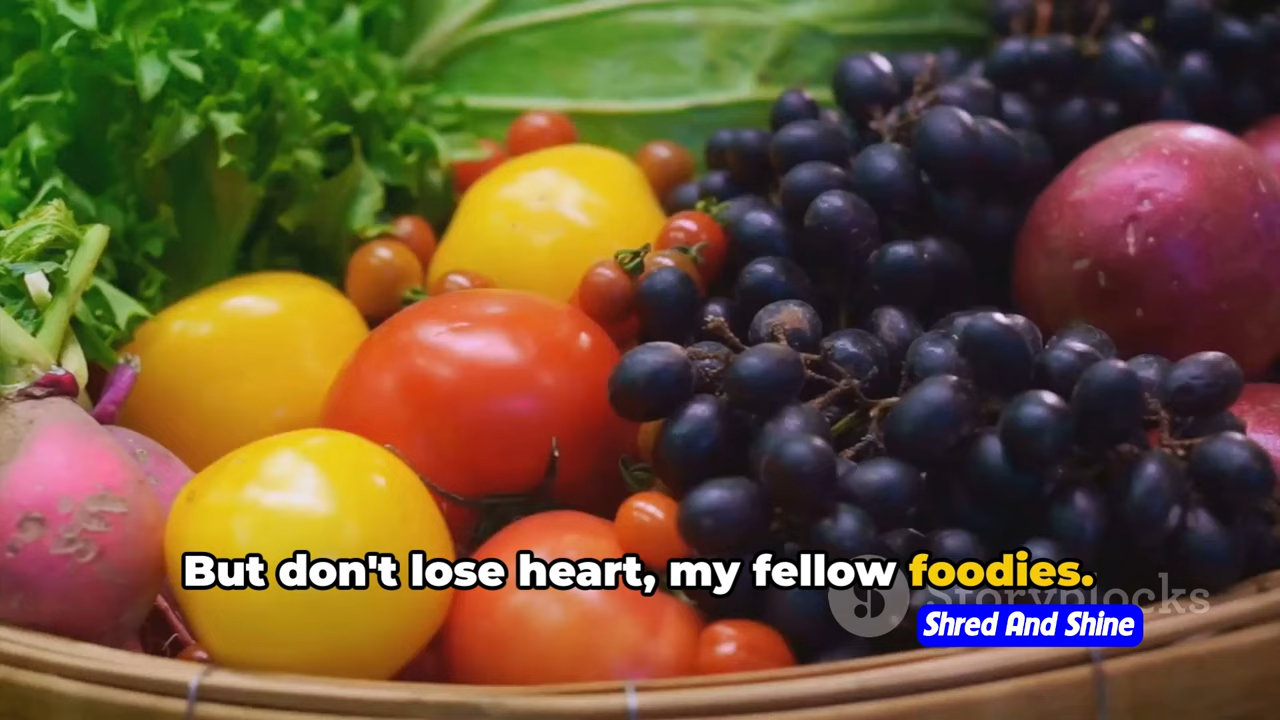 But don't lose heart, my fellow foodies.
Storyblocks
Shred And Shine